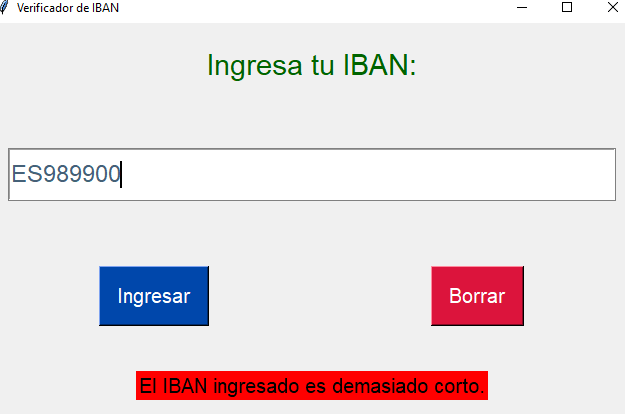 Verificador de IBAN
Ingresa tu IBAN:
ES989900
Ingresar
Borrar
El IBAN ingresado es demasiado corto.